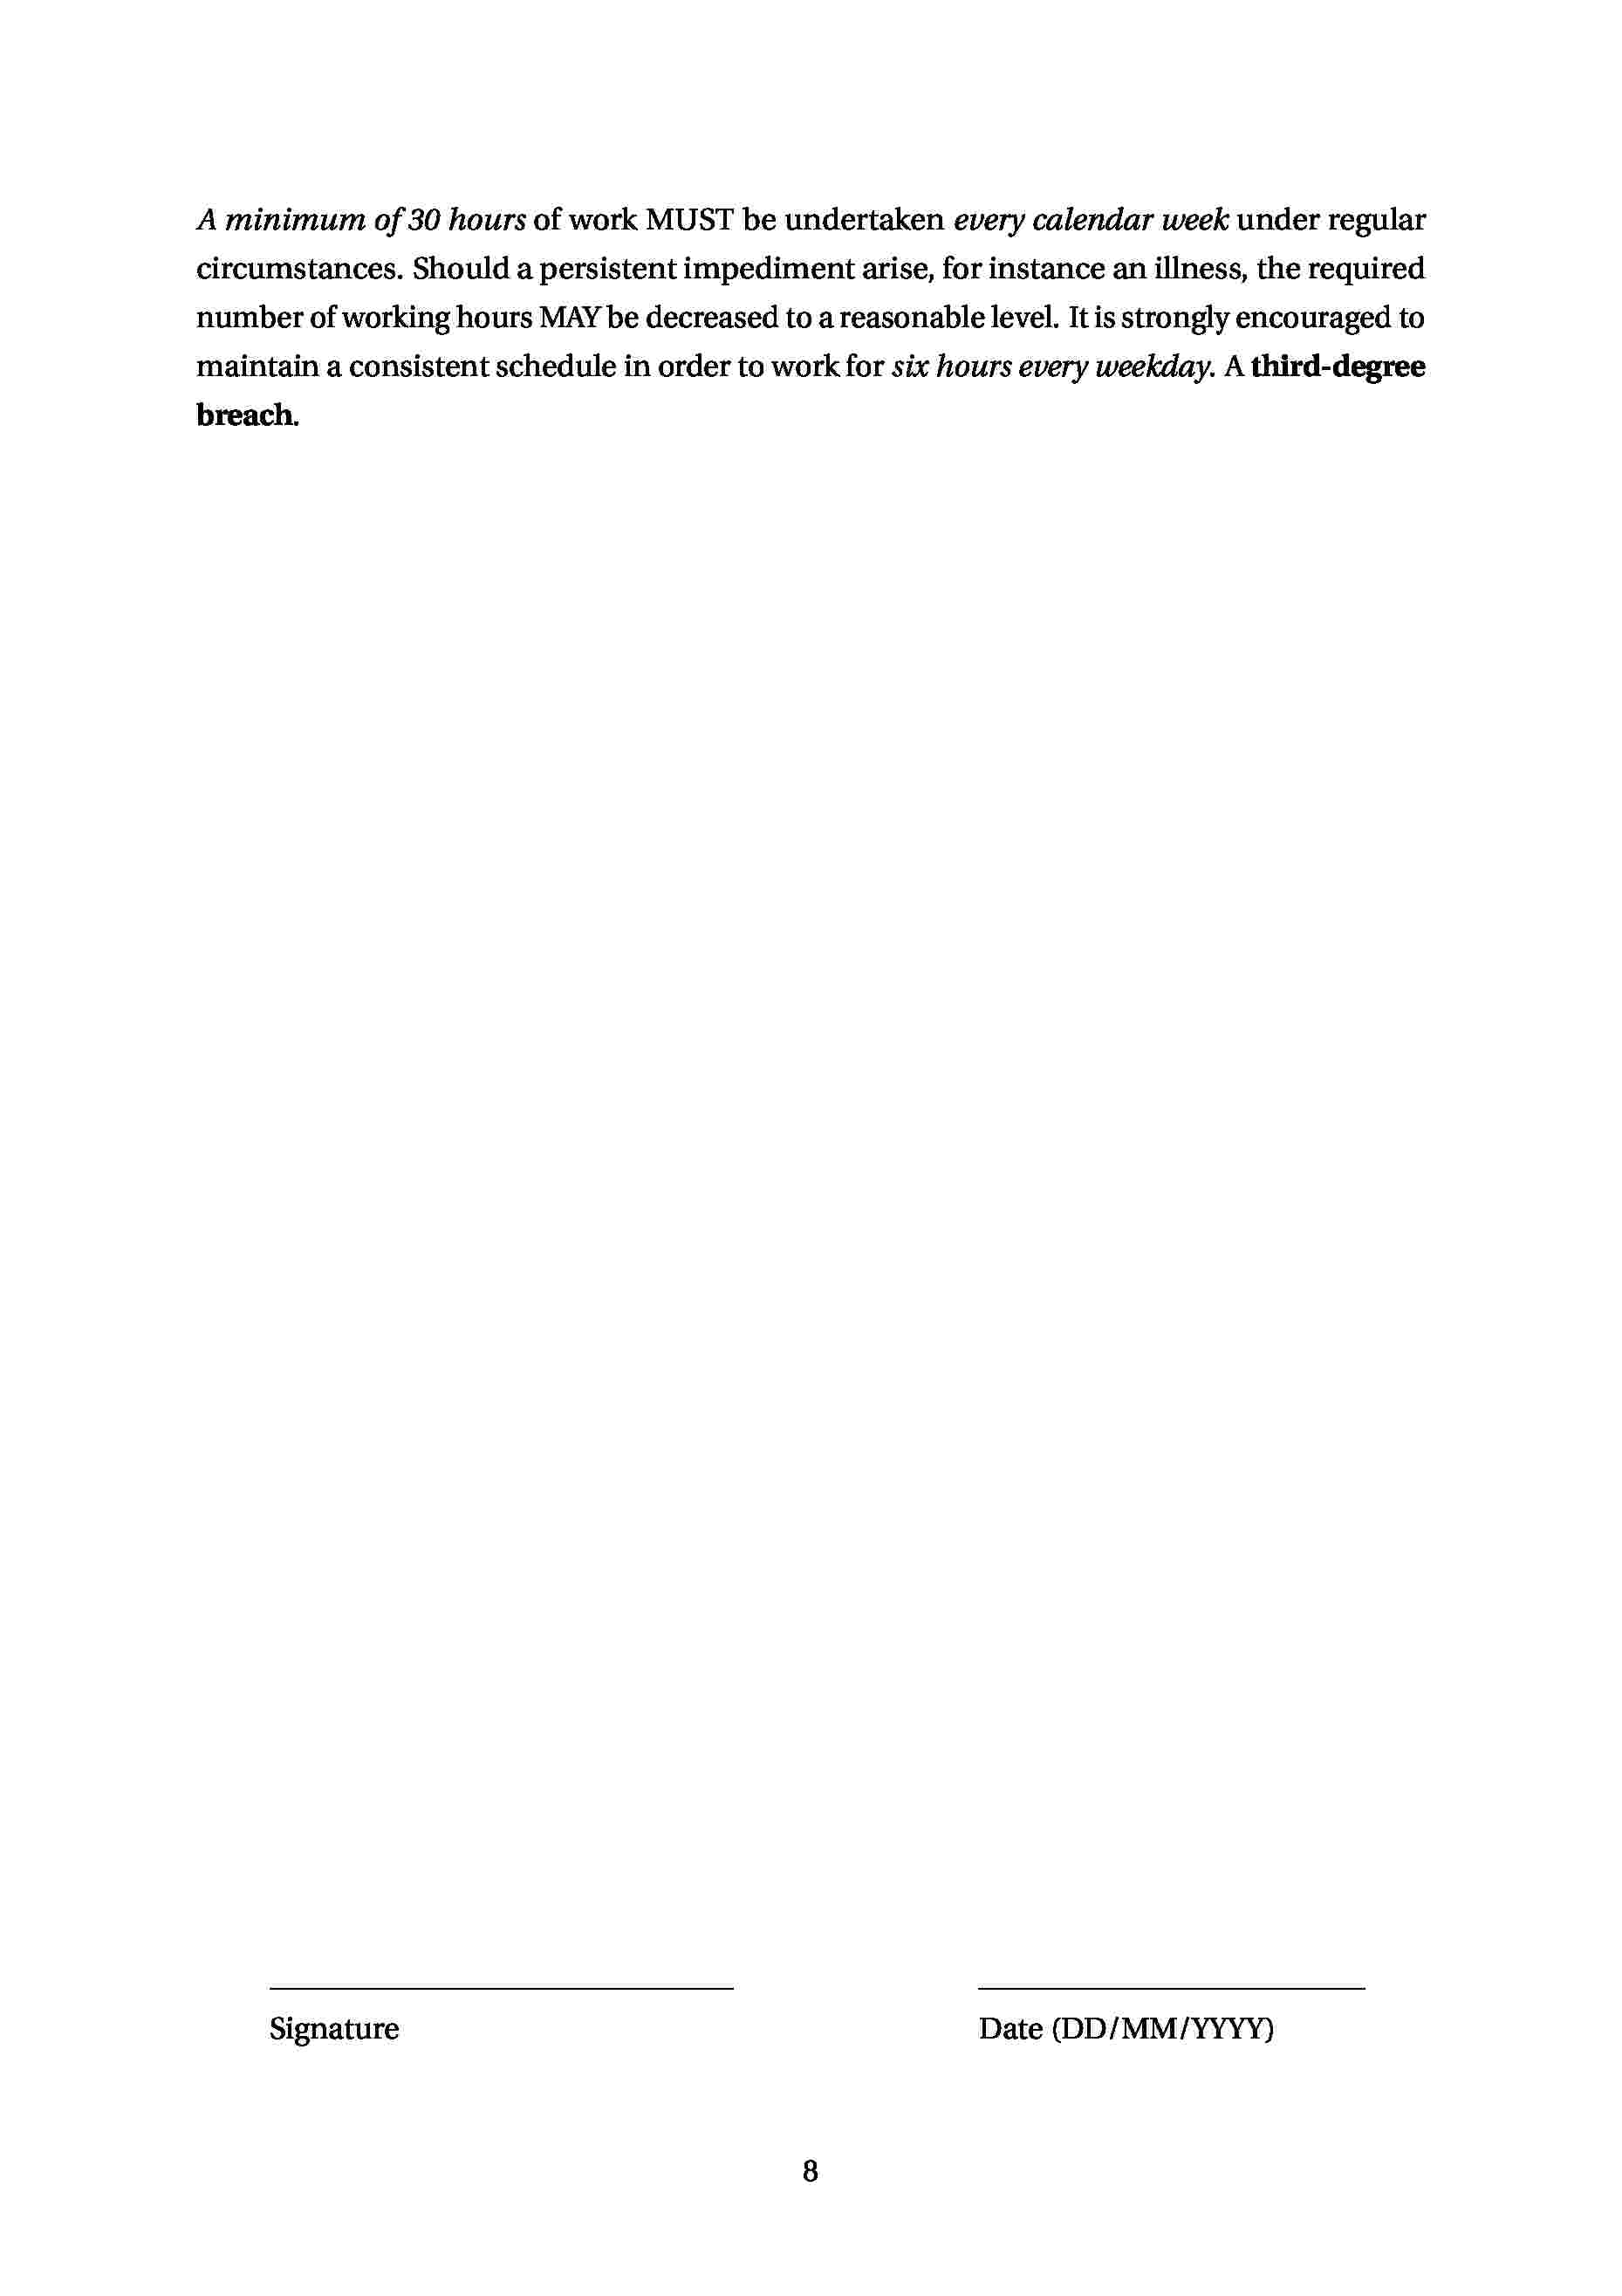 A minimum of 30 hours of work MUST be undertaken every calendar week under regular
circumstances. Should a persistent impediment arise, for instance an illness, the required
number of working hours MAY be decreased to a reasonable level. It is strongly encouraged to
maintain a consistent schedule in order to work for six hours every weekday. A third-degree
breach.
Signature
Date (DD/MM/YYYY)
8